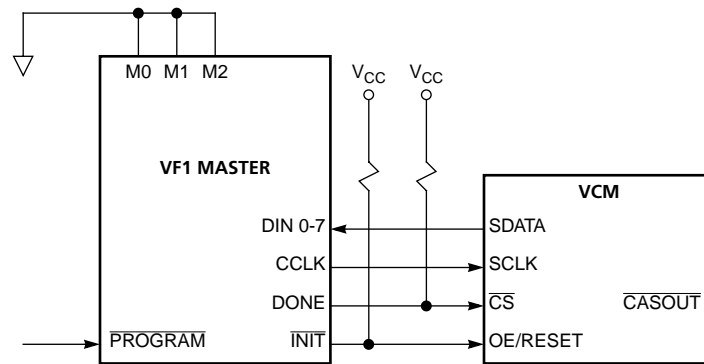 M0 M1 M2
VCC VCC
VF1 MASTER
VCM
DIN 0-7 SDATA
CCLK SCLK
DONE CS CASOUT
PROGRAM INIT OE/RESET